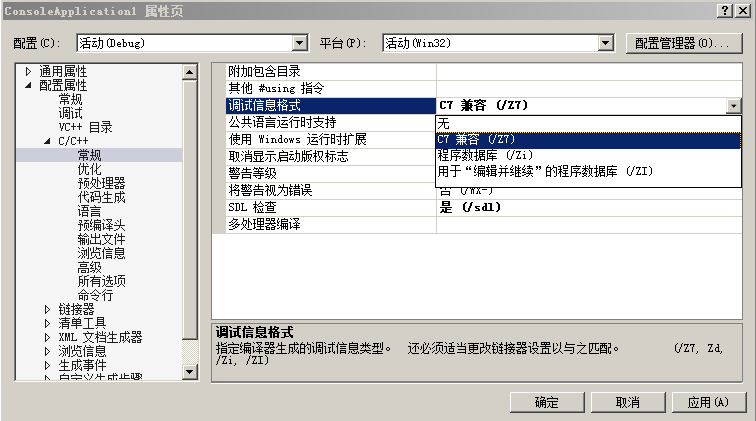 ConsoleApplication1 属性页
配置(C): 活动(Debug) 平台(P): 活动(Win32) 配置管理器(O)...
通用属性
配置属性
常规
调试
VC++ 目录
C/C++
常规
优化
预处理器
代码生成
语言
预编译头
输出文件
浏览信息
高级
所有选项
命令行
链接器
清单工具
XML 文档生成器
浏览信息
生成事件
自定义生成步骤
附加包含目录
其他 #using 指令
调试信息格式 C7 兼容 (/Z7)
公共语言运行时支持
使用 Windows 运行时扩展
取消显示启动版权标志
警告等级
将警告视为错误 否 (/WX-)
SDL 检查 是 (/sdl)
多处理器编译
无
C7 兼容 (/Z7)
程序数据库 (/Zi)
用于“编辑并继续”的程序数据库 (/ZI)
调试信息格式
指定编译器生成的调试信息类型。 还必须适当更改链接器设置以与之匹配。 (/Z7, Zd,
/Zi, /ZI)
确定 取消 应用(A)